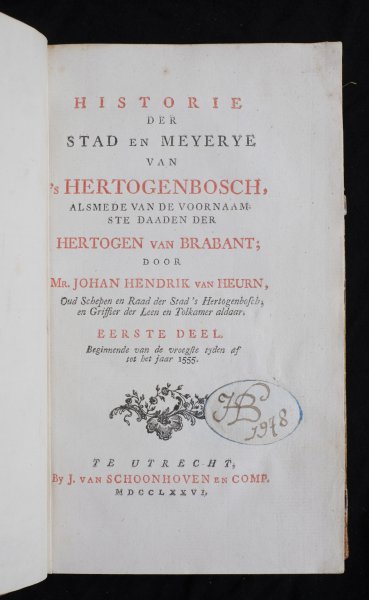 HISTORIE
DER
STAD EN MEYERYE
VAN
's HERTOGENBOSCH,
ALSMEDE VAN DE VOORNAAM-
STE DAADEN DER
HERTOGEN VAN BRABANT;
DOOR
MR. JOHAN HENDRIK VAN HEURN,
Oud Schepen en Raad der Stad 's Hertogenbosch,
en Griffier der Leen en Tolkamer aldaar.
EERSTE DEEL,
Beginnende van de vroegste tyden af
tot het jaar 1555.
HB
1948
TE UTRECHT,
By J. VAN SCHOONHOVEN EN COMP.
MDCCLXXVI,